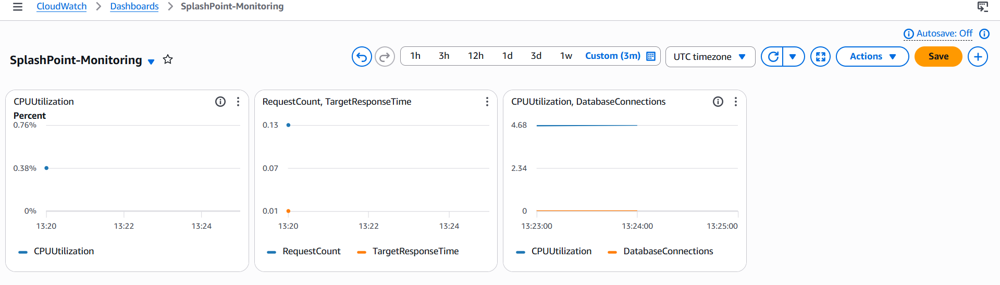 CloudWatch > Dashboards > SplashPoint-Monitoring
Autosave: Off
SplashPoint-Monitoring
1h 3h 12h 1d 3d 1w Custom (3m)
UTC timezone
Actions
Save
CPUUtilization
Percent
0.76%
0.38%
0%
13:20 13:22 13:24
CPUUtilization
RequestCount, TargetResponseTime
0.13
0.07
0.01
13:20 13:22 13:24
RequestCount TargetResponseTime
CPUUtilization, DatabaseConnections
4.68
2.34
0
13:23:00 13:24:00 13:25:00
CPUUtilization DatabaseConnections